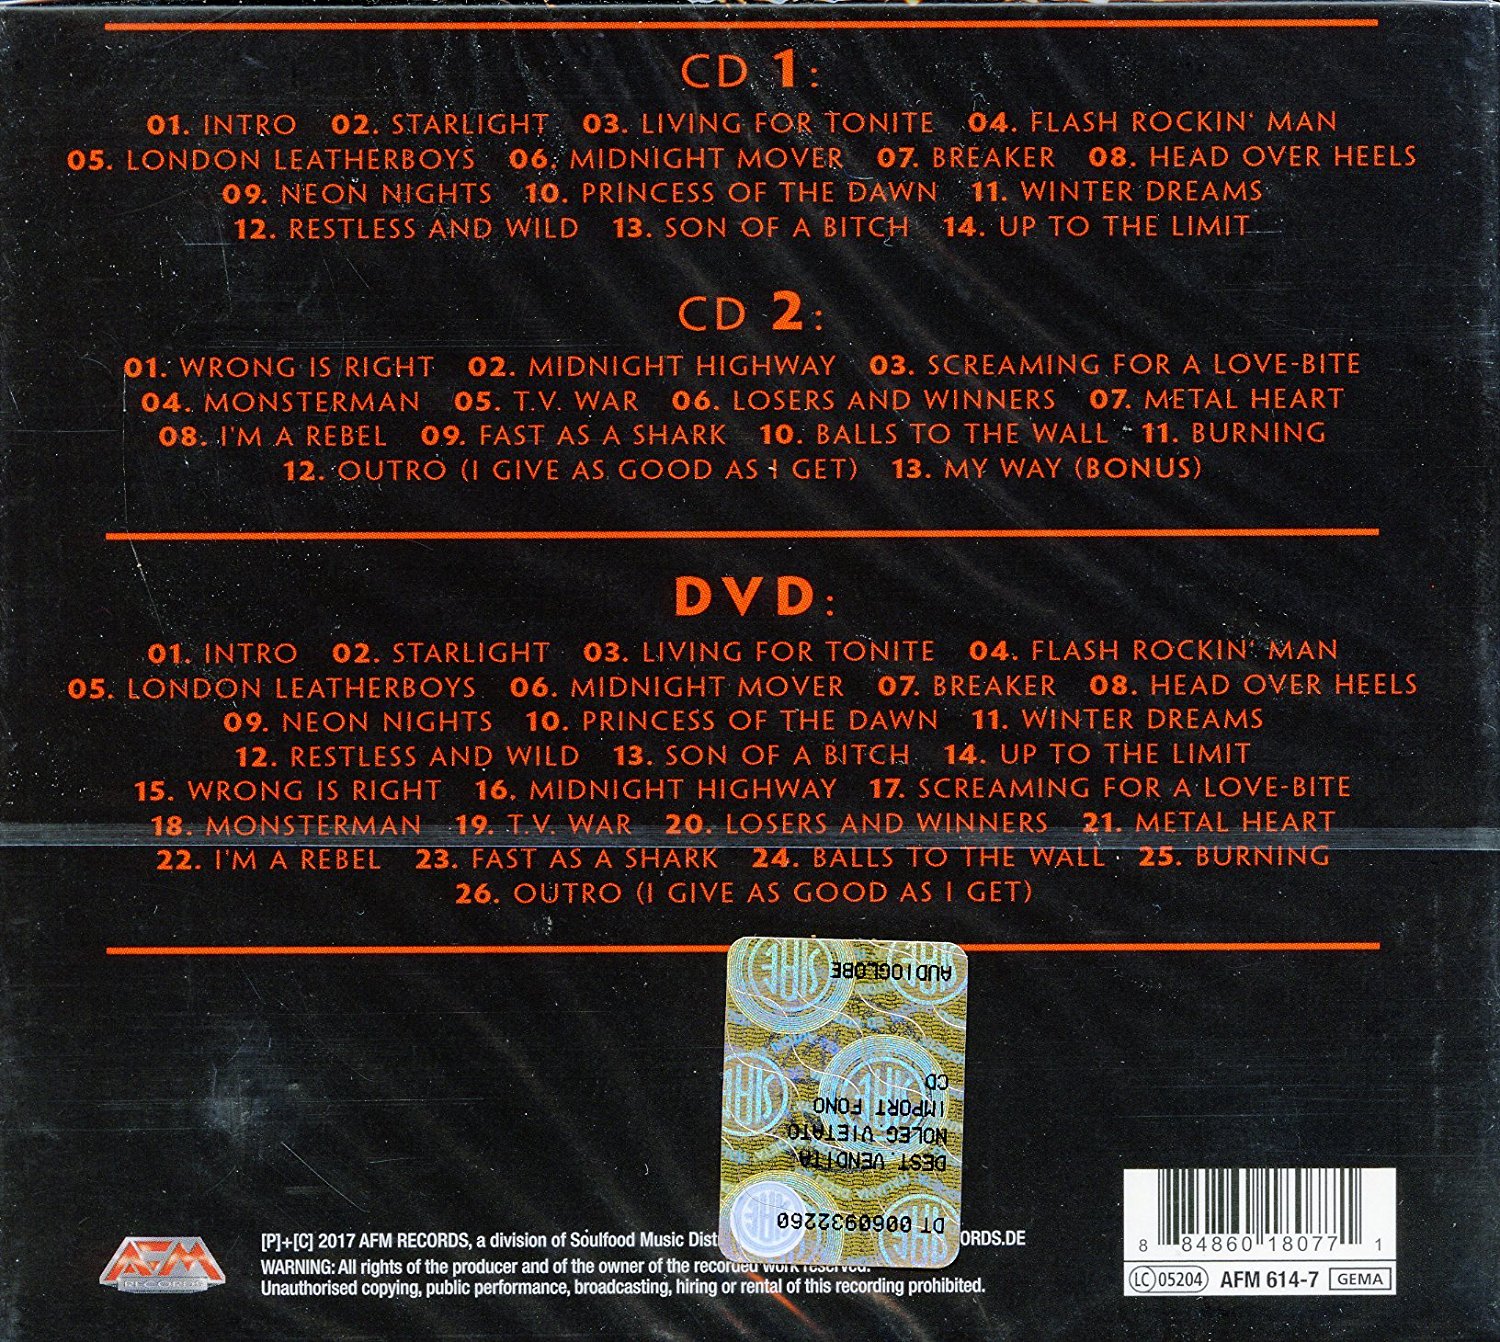 CD 1:
01. INTRO 02. STARLIGHT 03. LIVING FOR TONITE 04. FLASH ROCKIN' MAN
05. LONDON LEATHERBOYS 06. MIDNIGHT MOVER 07. BREAKER 08. HEAD OVER HEELS
09. NEON NIGHTS 10. PRINCESS OF THE DAWN 11. WINTER DREAMS
12. RESTLESS AND WILD 13. SON OF A BITCH 14. UP TO THE LIMIT
CD 2:
01. WRONG IS RIGHT 02. MIDNIGHT HIGHWAY 03. SCREAMING FOR A LOVE-BITE
04. MONSTERMAN 05. T.V. WAR 06. LOSERS AND WINNERS 07. METAL HEART
08. I'M A REBEL 09. FAST AS A SHARK 10. BALLS TO THE WALL 11. BURNING
12. OUTRO (I GIVE AS GOOD AS I GET) 13. MY WAY (BONUS)
DVD:
01. INTRO 02. STARLIGHT 03. LIVING FOR TONITE 04. FLASH ROCKIN' MAN
05. LONDON LEATHERBOYS 06. MIDNIGHT MOVER 07. BREAKER 08. HEAD OVER HEELS
09. NEON NIGHTS 10. PRINCESS OF THE DAWN 11. WINTER DREAMS
12. RESTLESS AND WILD 13. SON OF A BITCH 14. UP TO THE LIMIT
15. WRONG IS RIGHT 16. MIDNIGHT HIGHWAY 17. SCREAMING FOR A LOVE-BITE
18. MONSTERMAN 19. T.V. WAR 20. LOSERS AND WINNERS 21. METAL HEART
22. I'M A REBEL 23. FAST AS A SHARK 24. BALLS TO THE WALL 25. BURNING
26. OUTRO (I GIVE AS GOOD AS I GET)
DT 0060932260
DEST. VENDITA
NOLEG VIETATO
IMPORT FONO
CD
AUDIOGLOBE
SIAE
AFM
RECORDS
[P]+[C] 2017 AFM RECORDS, a division of Soulfood Music Dist ORDS.DE
WARNING: All rights of the producer and of the owner of the recorded work reserved.
Unauthorised copying, public performance, broadcasting, hiring or rental of this recording prohibited.
8 84860 18077 1
LC 05204 AFM 614-7 GEMA